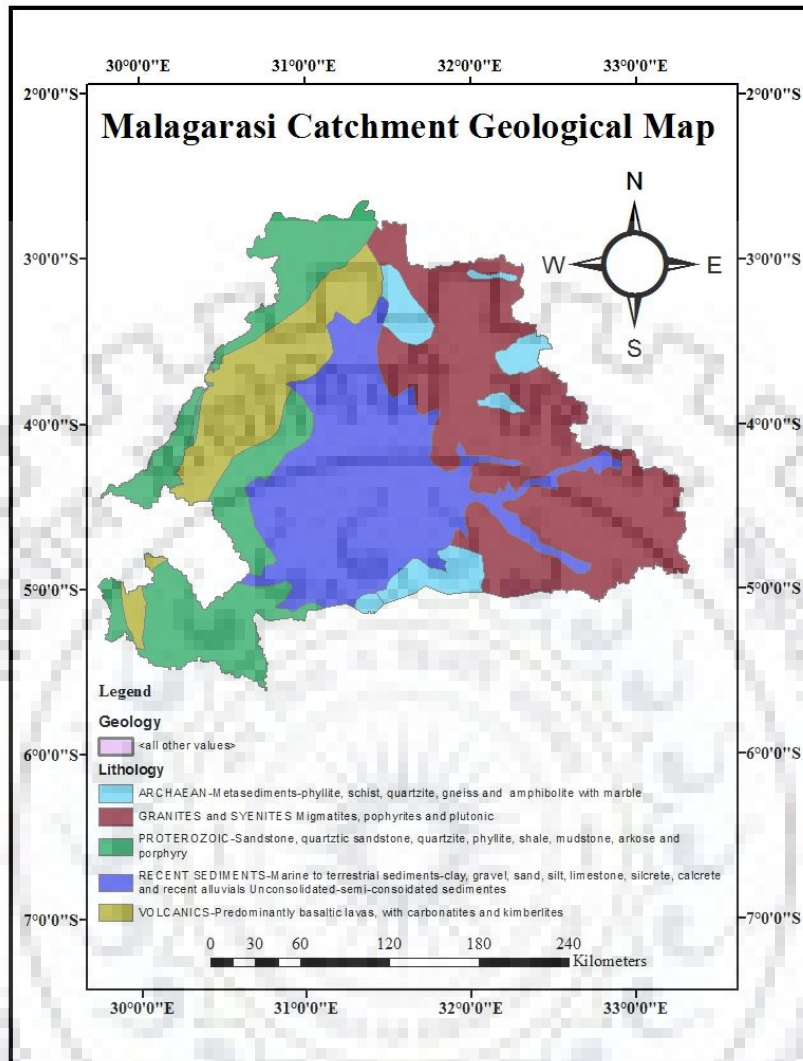 30°0'0"E 31°0'0"E 32°0'0"E 33°0'0"E
2°0'0"S 2°0'0"S
Malagarasi Catchment Geological Map
N
3°0'0"S W E 3°0'0"S
S
4°0'0"S 4°0'0"S
5°0'0"S 5°0'0"S
Legend
Geology
<all other values>
6°0'0"S 6°0'0"S
Lithology
ARCHAEAN-Metasediments-phyllite, schist, quartzite, gneiss and amphibolite with marble
GRANITES and SYENITES Migmatites, pophyrites and plutonic
PROTEROZOIC-Sandstone, quartztic sandstone, quartzite, phyllite, shale, mudstone, arkose and
porphyry
RECENT SEDIMENTS-Marine to terrestrial sediments-clay, gravel, sand, silt, limestone, silcrete, calcrete
and recent alluvials Unconsolidated-semi-consoidated sedimentes
7°0'0"S VOLCANICS-Predominantly basaltic lavas, with carbonatites and kimberlites 7°0'0"S
0 30 60 120 180 240
Kilometers
30°0'0"E 31°0'0"E 32°0'0"E 33°0'0"E